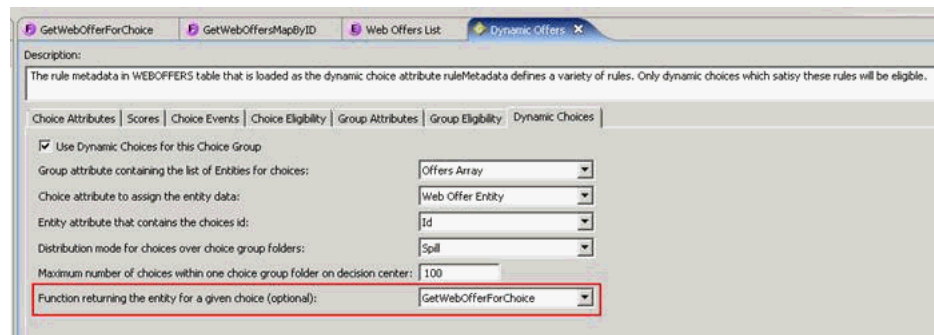 GetWebOfferForChoice GetWebOffersMapByID Web Offers List Dynamic Offers
Description:
The rule metadata in WEBOFFERS table that is loaded as the dynamic choice attribute ruleMetadata defines a variety of rules. Only dynamic choices which satisy these rules will be eligible.
Choice Attributes Scores Choice Events Choice Eligibility Group Attributes Group Eligibility Dynamic Choices
Use Dynamic Choices for this Choice Group
Group attribute containing the list of Entities for choices: Offers Array
Choice attribute to assign the entity data: Web Offer Entity
Entity attribute that contains the choices id: Id
Distribution mode for choices over choice group folders: Spill
Maximum number of choices within one choice group folder on decision center: 100
Function returning the entity for a given choice (optional): GetWebOfferForChoice